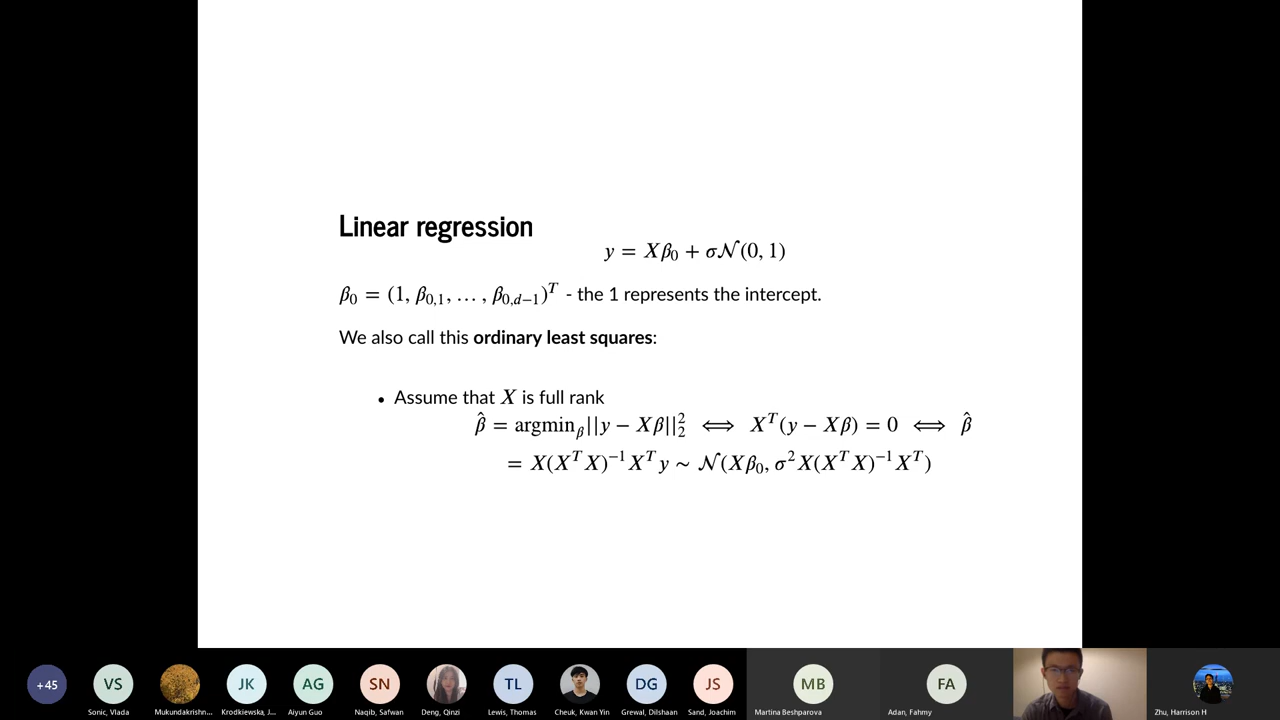 Linear regression
y = Xβ₀ + σ𝒩(0, 1)
β₀ = (1, β₀,₁, … , β₀,d−1)ᵀ - the 1 represents the intercept.
We also call this ordinary least squares:
• Assume that X is full rank
β̂ = argmin_β ||y − Xβ||₂² ⟺ Xᵀ(y − Xβ) = 0 ⟺ β̂
= X(XᵀX)⁻¹Xᵀy ∼ 𝒩(Xβ₀, σ²X(XᵀX)⁻¹Xᵀ)
+45 VS JK AG SN TL DG JS MB FA
Sonic, Vlada Mukundakrishn... Krodkiewska, J... Aiyun Guo Naqib, Safwan Deng, Qinzi Lewis, Thomas Cheuk, Kwan Yin Grewal, Dilshaan Sand, Joachim Martina Beshparova Adan, Fahmy Zhu, Harrison H